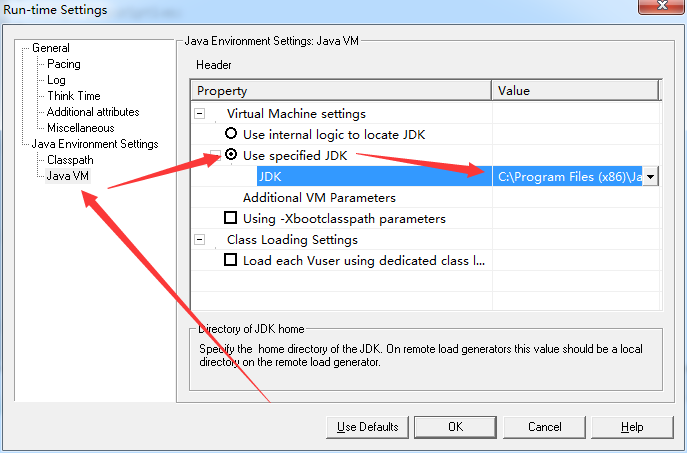 Run-time Settings
General
Pacing
Log
Think Time
Additional attributes
Miscellaneous
Java Environment Settings
Classpath
Java VM
Java Environment Settings: Java VM
Header
Property Value
Virtual Machine settings
Use internal logic to locate JDK
Use specified JDK
JDK C:\Program Files (x86)\Ja
Additional VM Parameters
Using -Xbootclasspath parameters
Class Loading Settings
Load each Vuser using dedicated class l...
Directory of JDK home
Specify the home directory of the JDK. On remote load generators this value should be a local
directory on the remote load generator.
Use Defaults OK Cancel Help